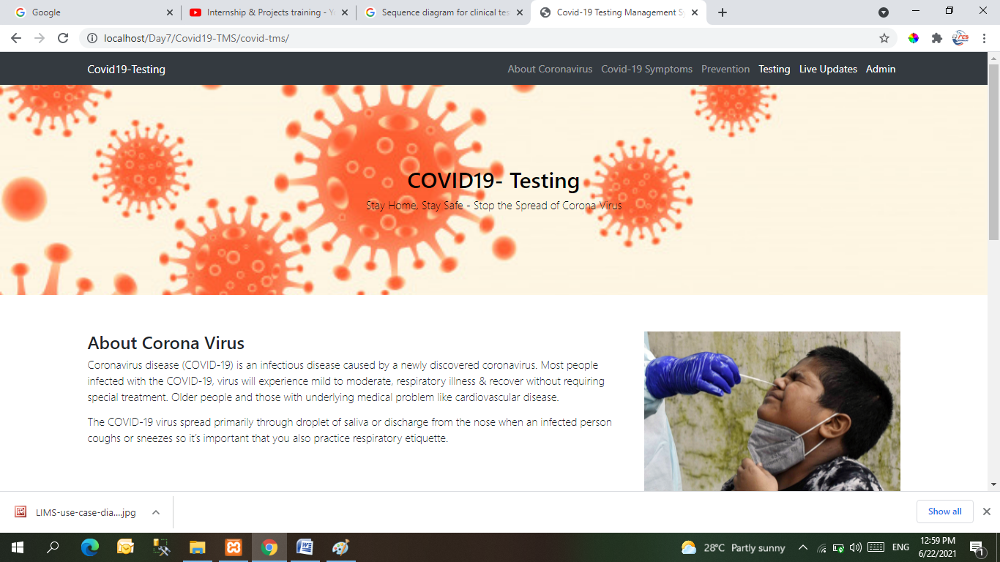 Google
Internship & Projects training - Y
Sequence diagram for clinical tes
Covid-19 Testing Management S
localhost/Day7/Covid19-TMS/covid-tms/
Covid19-Testing
About Coronavirus Covid-19 Symptoms Prevention Testing Live Updates Admin
COVID19- Testing
Stay Home, Stay Safe - Stop the Spread of Corona Virus
About Corona Virus
Coronavirus disease (COVID-19) is an infectious disease caused by a newly discovered coronavirus. Most people
infected with the COVID-19, virus will experience mild to moderate, respiratory illness & recover without requiring
special treatment. Older people and those with underlying medical problem like cardiovascular disease.
The COVID-19 virus spread primarily through droplet of saliva or discharge from the nose when an infected person
coughs or sneezes so it's important that you also practice respiratory etiquette.
LIMS-use-case-dia....jpg
Show all
28°C Partly sunny
ENG
12:59 PM
6/22/2021
1